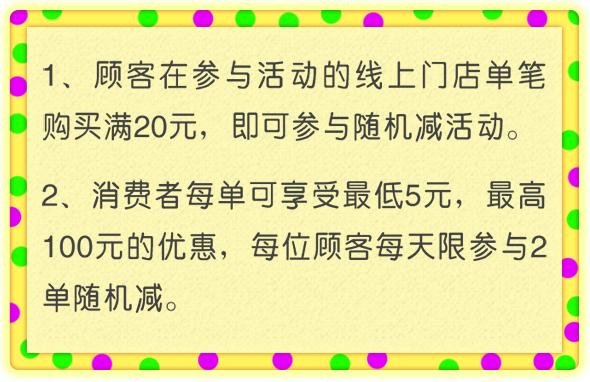 1、顾客在参与活动的线上门店单笔
购买满20元，即可参与随机减活动。
2、消费者每单可享受最低5元，最高
100元的优惠，每位顾客每天限参与2
单随机减。